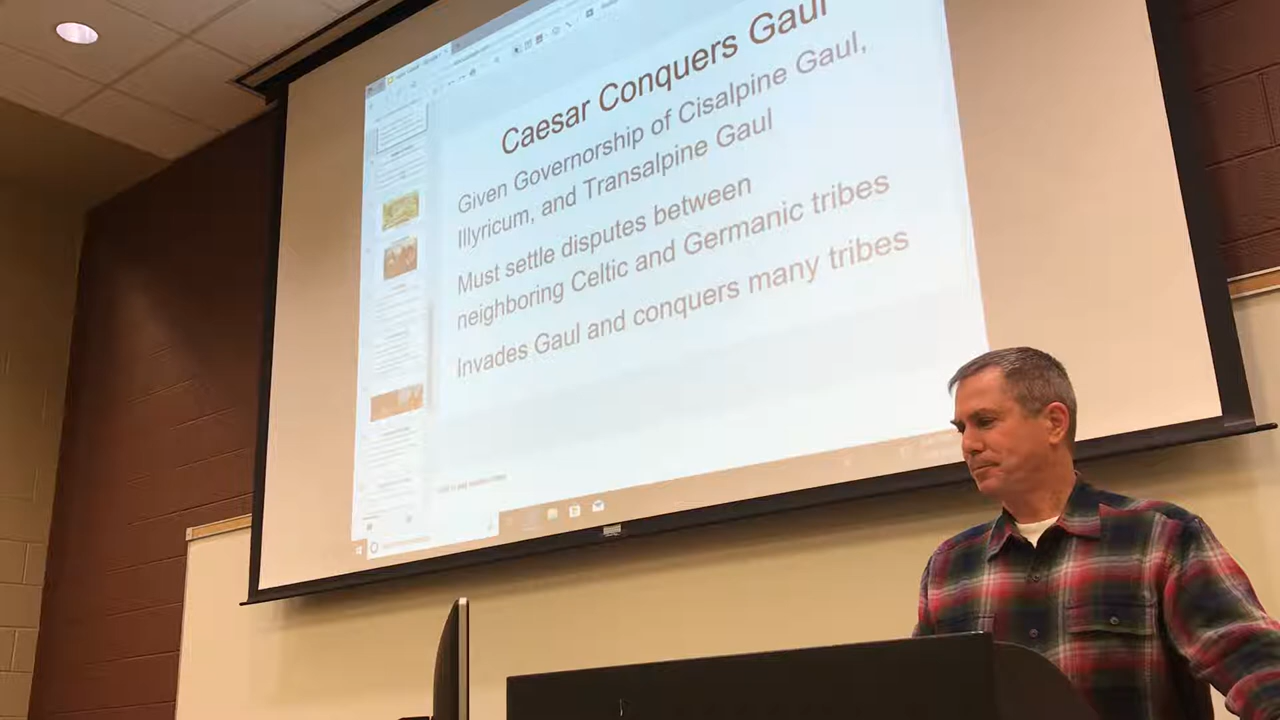 Caesar Conquers Gaul
Given Governorship of Cisalpine Gaul,
Illyricum, and Transalpine Gaul
Must settle disputes between
neighboring Celtic and Germanic tribes
Invades Gaul and conquers many tribes